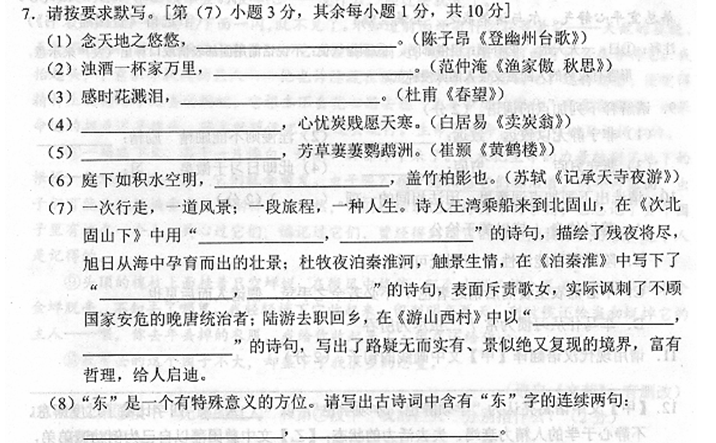 7. 请按要求默写。[第（7）小题3分，其余每小题1分，共10分]
（1）念天地之悠悠，____________________。（陈子昂《登幽州台歌》）
（2）浊酒一杯家万里，____________________。（范仲淹《渔家傲 秋思》）
（3）感时花溅泪，____________________。（杜甫《春望》）
（4）____________________，心忧炭贱愿天寒。（白居易《卖炭翁》）
（5）____________________，芳草萋萋鹦鹉洲。（崔颢《黄鹤楼》）
（6）庭下如积水空明，____________________，盖竹柏影也。（苏轼《记承天寺夜游》）
（7）一次行走，一道风景；一段旅程，一种人生。诗人王湾乘船来到北固山，在《次北
固山下》中用“____________，____________”的诗句，描绘了残夜将尽，
旭日从海中孕育而出的壮景；杜牧夜泊秦淮河，触景生情，在《泊秦淮》中写下了
“____________，____________”的诗句，表面斥责歌女，实际讽刺了不顾
国家安危的晚唐统治者；陆游去职回乡，在《游山西村》中以“____________，
____________”的诗句，写出了路疑无而实有、景似绝又复现的境界，富有
哲理，给人启迪。
（8）“东”是一个有特殊意义的方位。请写出古诗词中含有“东”字的连续两句：
____________，____________。